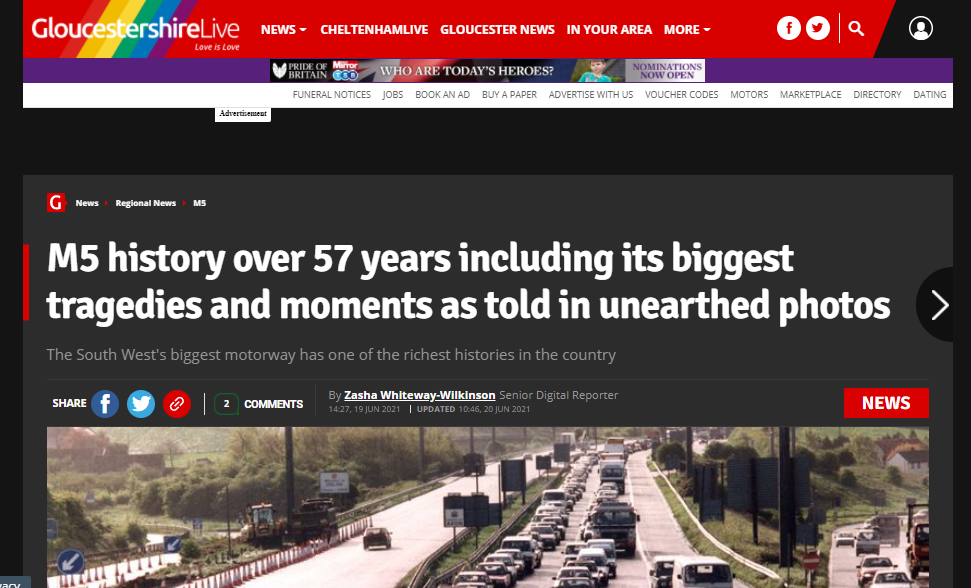 GloucestershireLive
Love is Love
NEWS CHELTENHAMLIVE GLOUCESTER NEWS IN YOUR AREA MORE
PRIDE OF BRITAIN Mirror WHO ARE TODAY'S HEROES? NOMINATIONS NOW OPEN
FUNERAL NOTICES JOBS BOOK AN AD BUY A PAPER ADVERTISE WITH US VOUCHER CODES MOTORS MARKETPLACE DIRECTORY DATING
Advertisement
G News Regional News M5
M5 history over 57 years including its biggest
tragedies and moments as told in unearthed photos
The South West's biggest motorway has one of the richest histories in the country
SHARE 2 COMMENTS
By Zasha Whiteway-Wilkinson Senior Digital Reporter
14:27, 19 JUN 2021 | UPDATED 10:46, 20 JUN 2021
NEWS